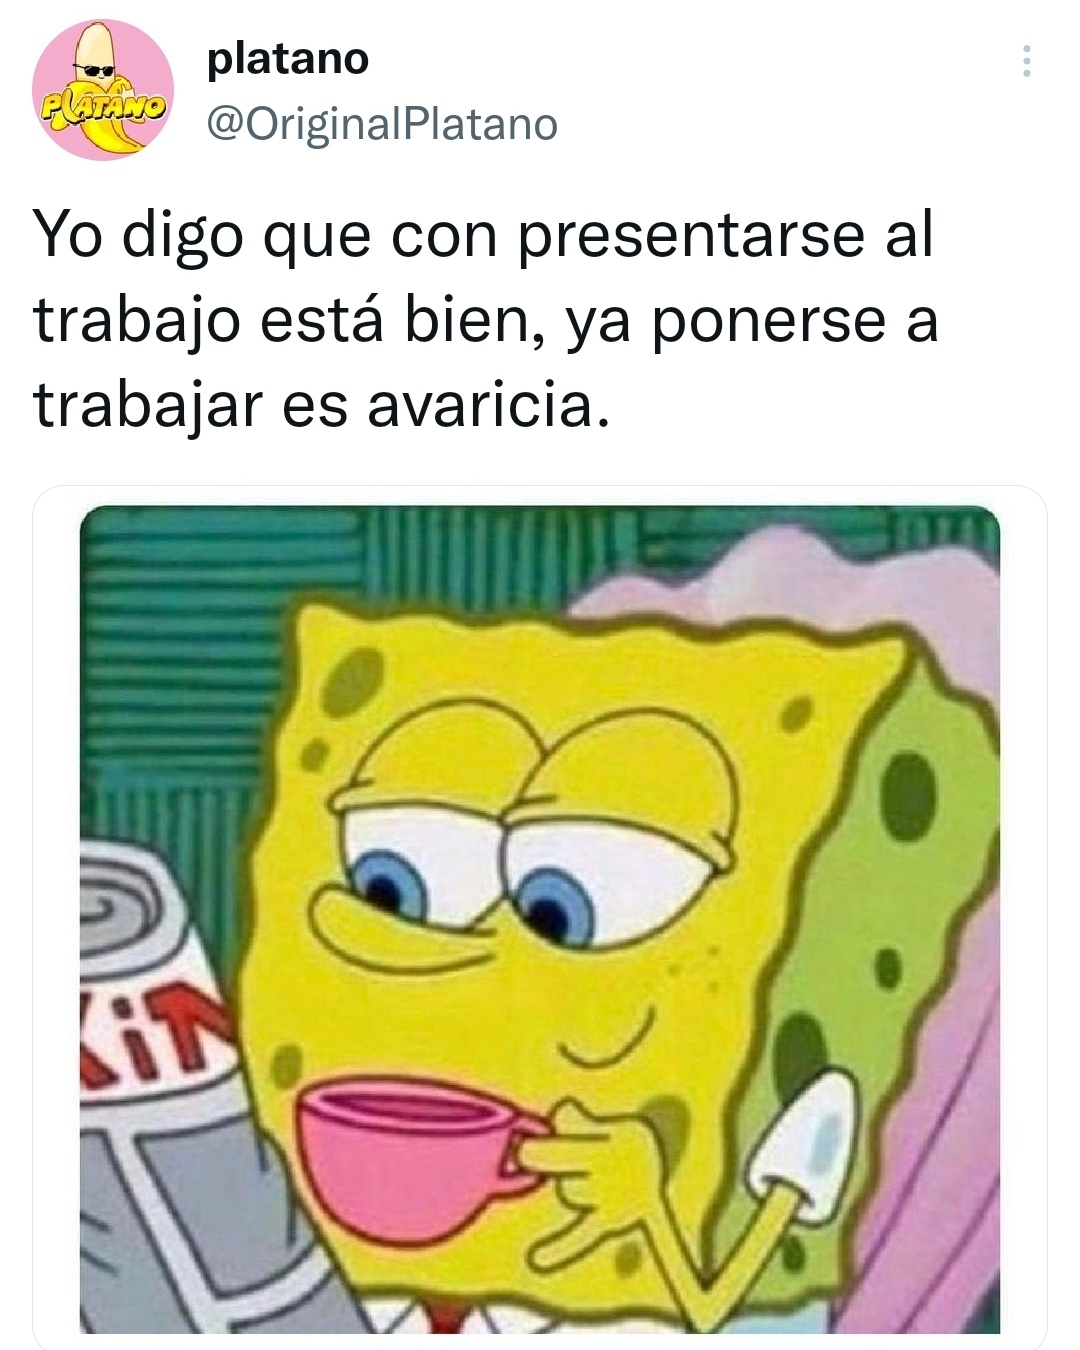 PLATANO
platano
@OriginalPlatano
Yo digo que con presentarse al
trabajo está bien, ya ponerse a
trabajar es avaricia.